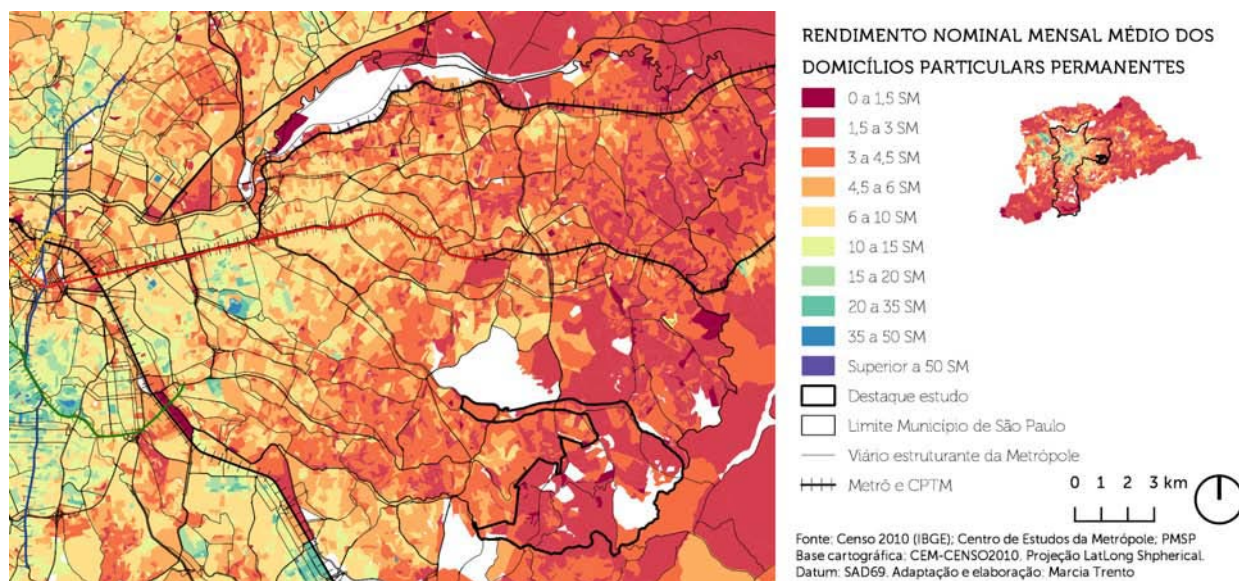 RENDIMENTO NOMINAL MENSAL MÉDIO DOS
DOMICÍLIOS PARTICULARS PERMANENTES
0 a 1,5 SM
1,5 a 3 SM
3 a 4,5 SM
4,5 a 6 SM
6 a 10 SM
10 a 15 SM
15 a 20 SM
20 a 35 SM
35 a 50 SM
Superior a 50 SM
Destaque estudo
Limite Município de São Paulo
Viário estruturante da Metrópole
Metrô e CPTM
0 1 2 3 km
Fonte: Censo 2010 (IBGE); Centro de Estudos da Metrópole; PMSP
Base cartográfica: CEM-CENSO2010. Projeção LatLong Shpherical.
Datum: SAD69. Adaptação e elaboração: Marcia Trento